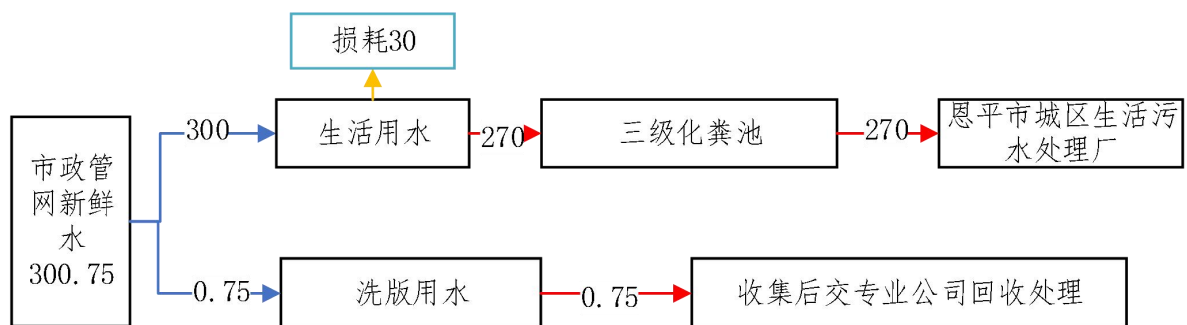 损耗30
市政管
网新鲜
水
300.75
300
生活用水
270
三级化粪池
270
恩平市城区生活污
水处理厂
0.75
洗版用水
0.75
收集后交专业公司回收处理